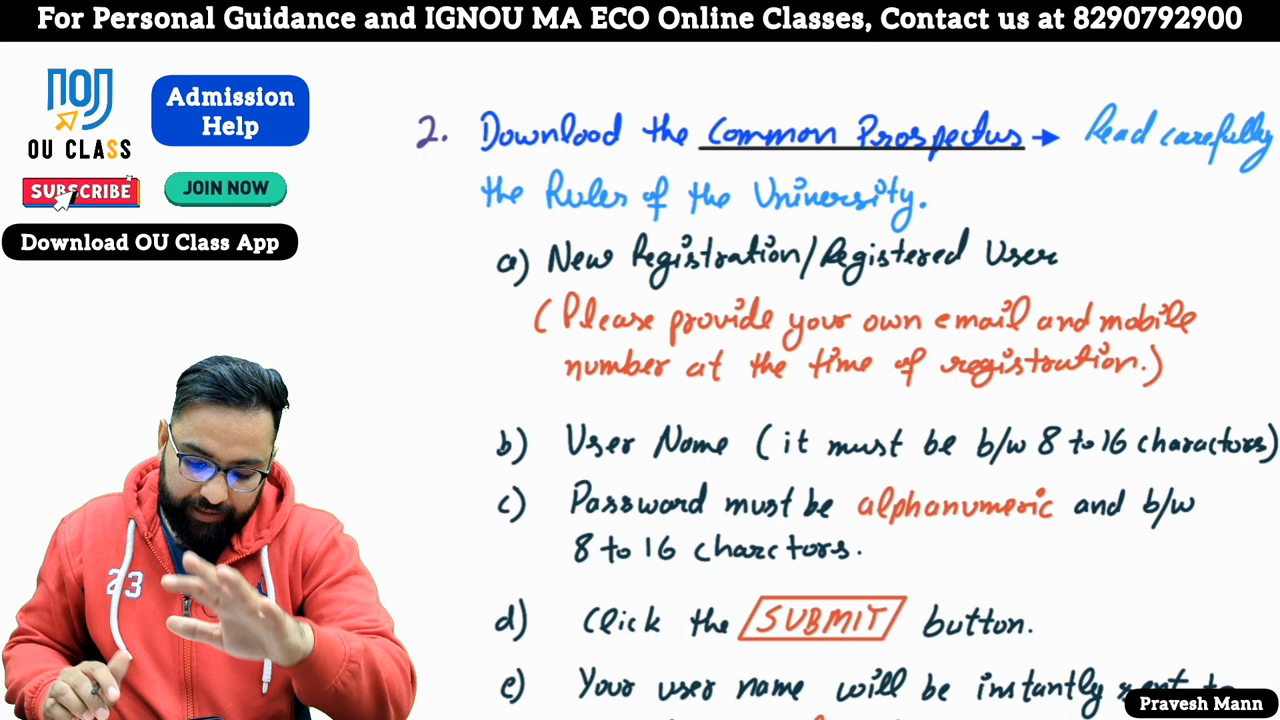 For Personal Guidance and IGNOU MA ECO Online Classes, Contact us at 8290792900
OU CLASS
Admission
Help
SUBSCRIBE
JOIN NOW
Download OU Class App
2. Download the Common Prospectus → Read carefully
the Rules of the University.
a) New Registration/Registered User
(Please provide your own email and mobile
number at the time of registration.)
b) User Name (it must be b/w 8 to 16 charactors)
c) Password must be alphanumeric and b/w
8 to 16 charctors.
d) Click the SUBMIT button.
e) Your user name will be instantly sent to
Pravesh Mann
23